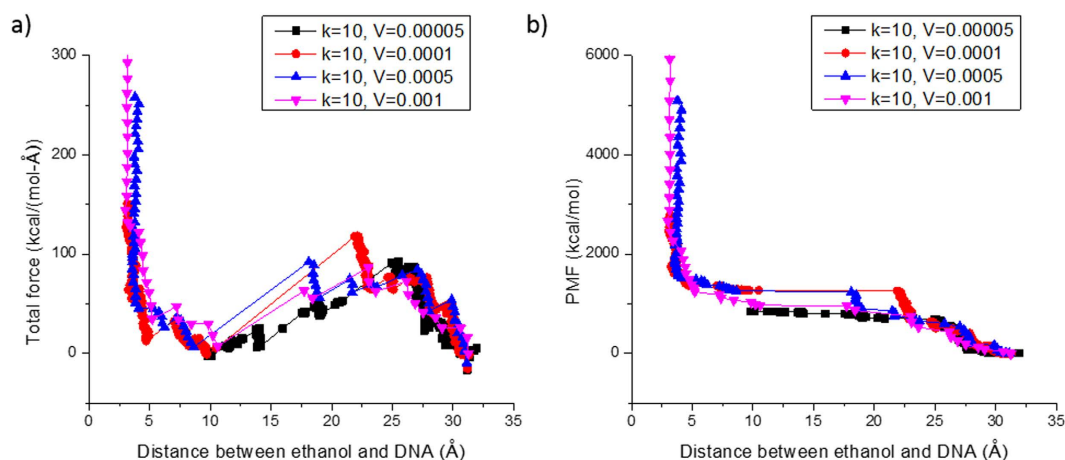 a)
k=10, V=0.00005
k=10, V=0.0001
k=10, V=0.0005
k=10, V=0.001
300
200
100
0
Total force (kcal/(mol-Å))
0 5 10 15 20 25 30 35
Distance between ethanol and DNA (Å)
b)
k=10, V=0.00005
k=10, V=0.0001
k=10, V=0.0005
k=10, V=0.001
6000
4000
2000
0
PMF (kcal/mol)
0 5 10 15 20 25 30 35
Distance between ethanol and DNA (Å)